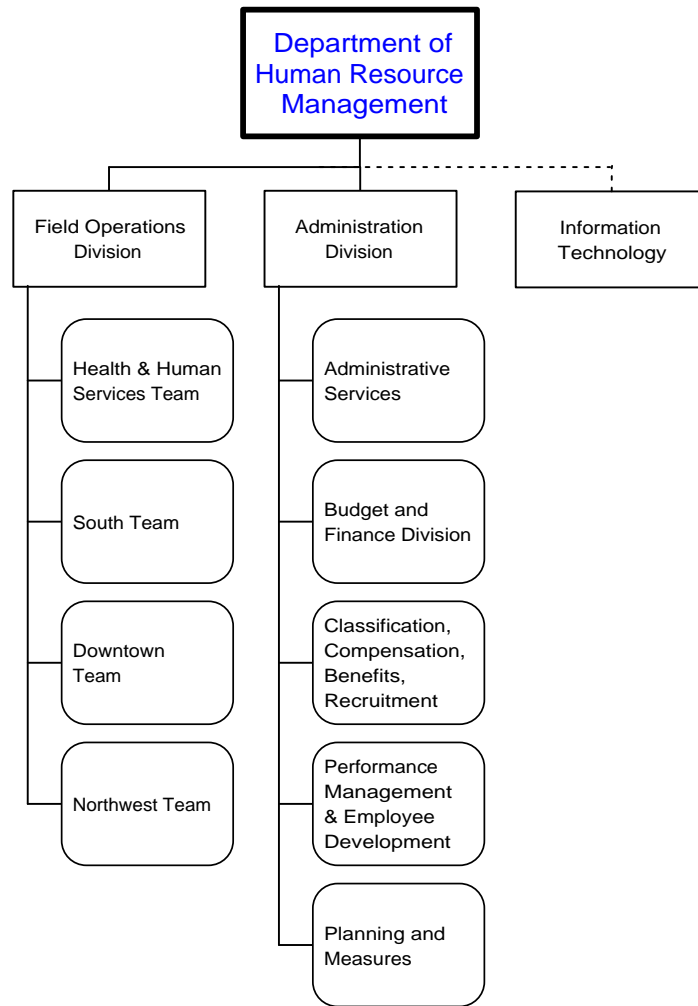 Department of
Human Resource
Management
Field Operations
Division
Administration
Division
Information
Technology
Health & Human
Services Team
South Team
Downtown
Team
Northwest Team
Administrative
Services
Budget and
Finance Division
Classification,
Compensation,
Benefits,
Recruitment
Performance
Management
& Employee
Development
Planning and
Measures